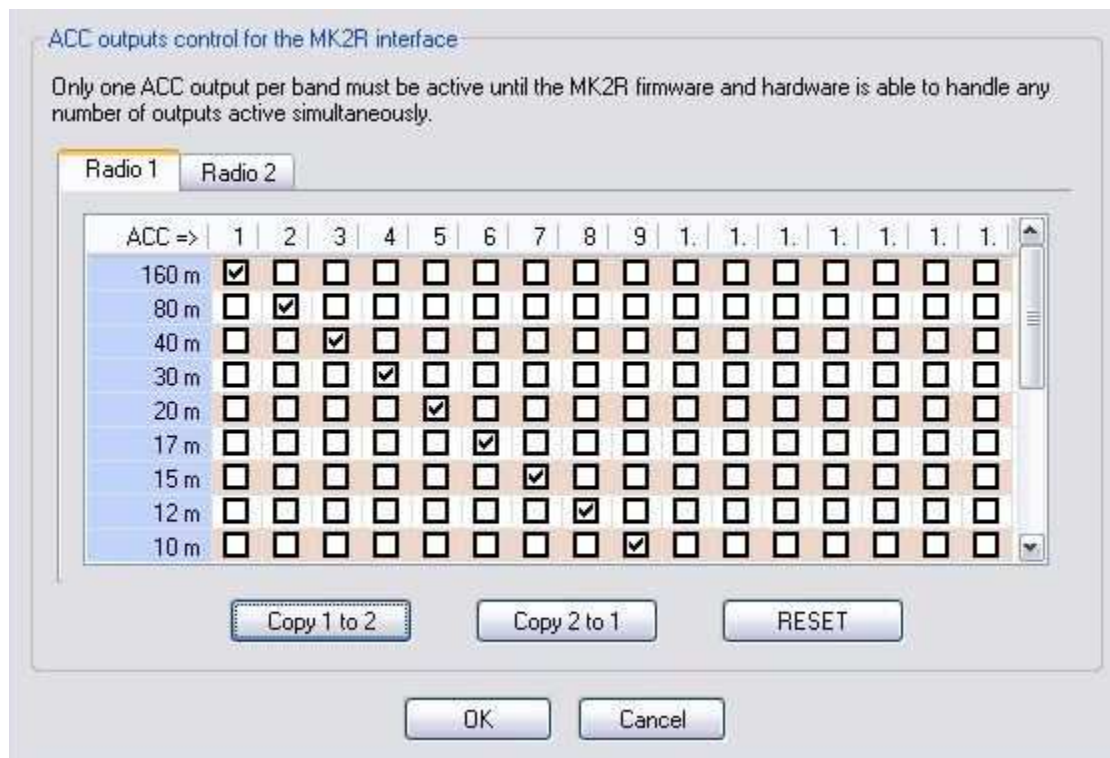 ACC outputs control for the MK2R interface
Only one ACC output per band must be active until the MK2R firmware and hardware is able to handle any
number of outputs active simultaneously.
Radio 1 Radio 2
ACC => 1 2 3 4 5 6 7 8 9 1. 1. 1. 1. 1. 1. 1.
160 m
80 m
40 m
30 m
20 m
17 m
15 m
12 m
10 m
Copy 1 to 2 Copy 2 to 1 RESET
OK Cancel